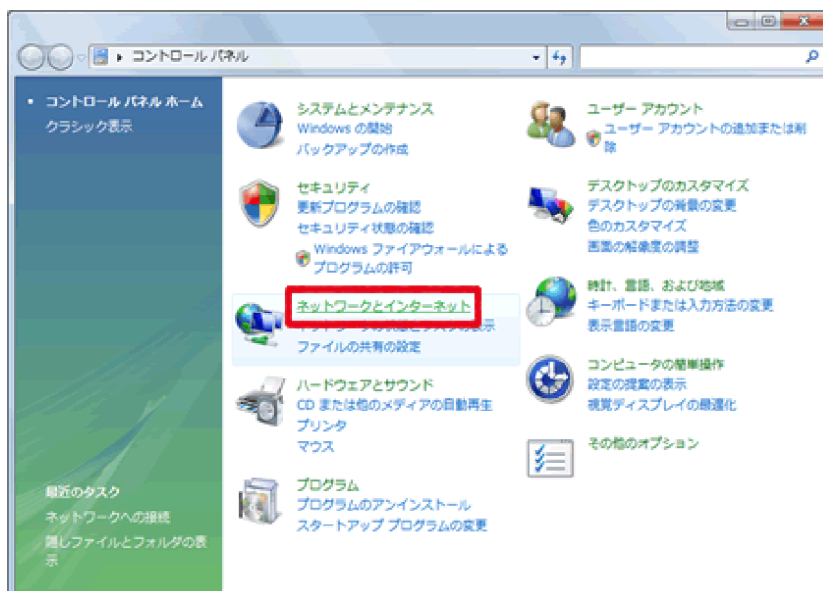 コントロール パネル
コントロール パネル ホーム
クラシック表示
システムとメンテナンス
Windows の開始
バックアップの作成
セキュリティ
更新プログラムの確認
セキュリティ状態の確認
Windows ファイアウォールによる
プログラムの許可
ネットワークとインターネット
ネットワークの状態とタスクの表示
ファイルの共有の設定
ハードウェアとサウンド
CD または他のメディアの自動再生
プリンタ
マウス
プログラム
プログラムのアンインストール
スタートアップ プログラムの変更
ユーザー アカウント
ユーザー アカウントの追加または削
除
デスクトップのカスタマイズ
デスクトップの背景の変更
色のカスタマイズ
画面の解像度の調整
時計、言語、および地域
キーボードまたは入力方法の変更
表示言語の変更
コンピュータの簡単操作
設定の提案の表示
視覚ディスプレイの最適化
その他のオプション
最近のタスク
ネットワークへの接続
隠しファイルとフォルダの表
示